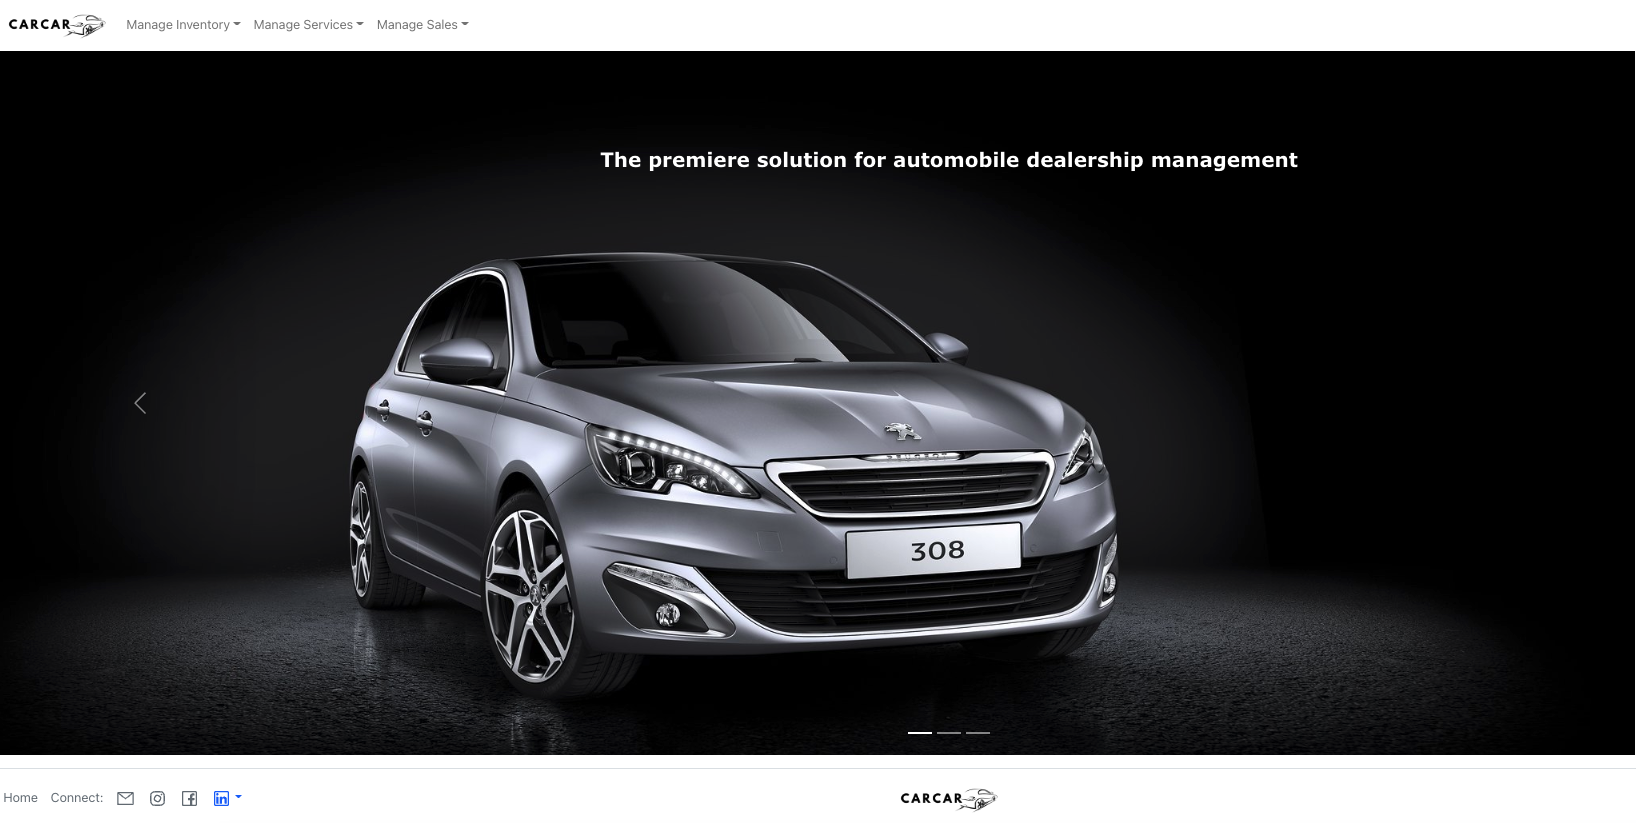 CARCAR
Manage Inventory Manage Services Manage Sales
The premiere solution for automobile dealership management
308
Home Connect:
CARCAR